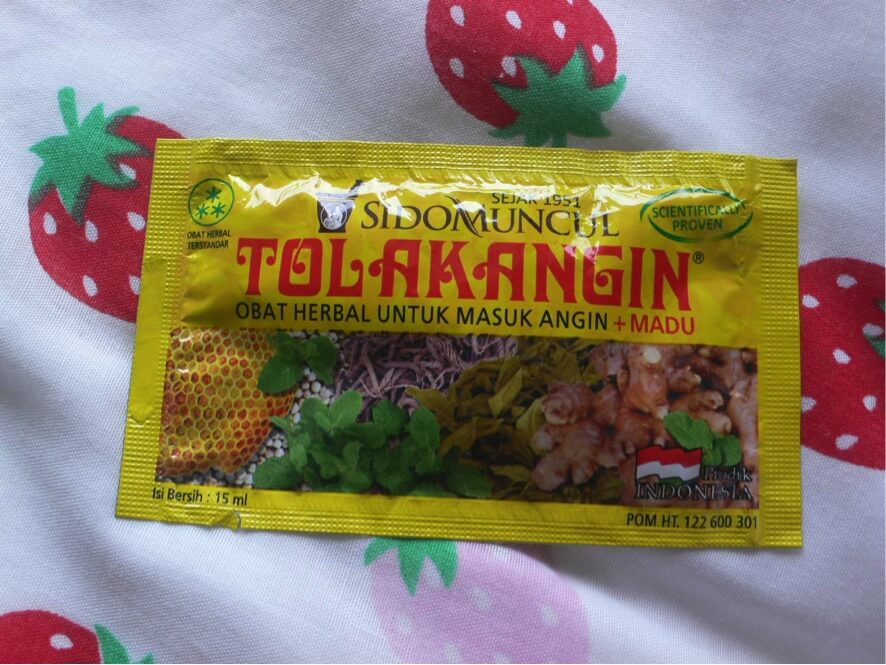 SEJAK 1951
SIDOMUNCUL
TOLAKANGIN®
OBAT HERBAL UNTUK MASUK ANGIN + MADU
OBAT HERBAL
TERSTANDAR
SCIENTIFICALLY
PROVEN
Produk
INDONESIA
Isi Bersih : 15 ml
POM HT. 122 600 301